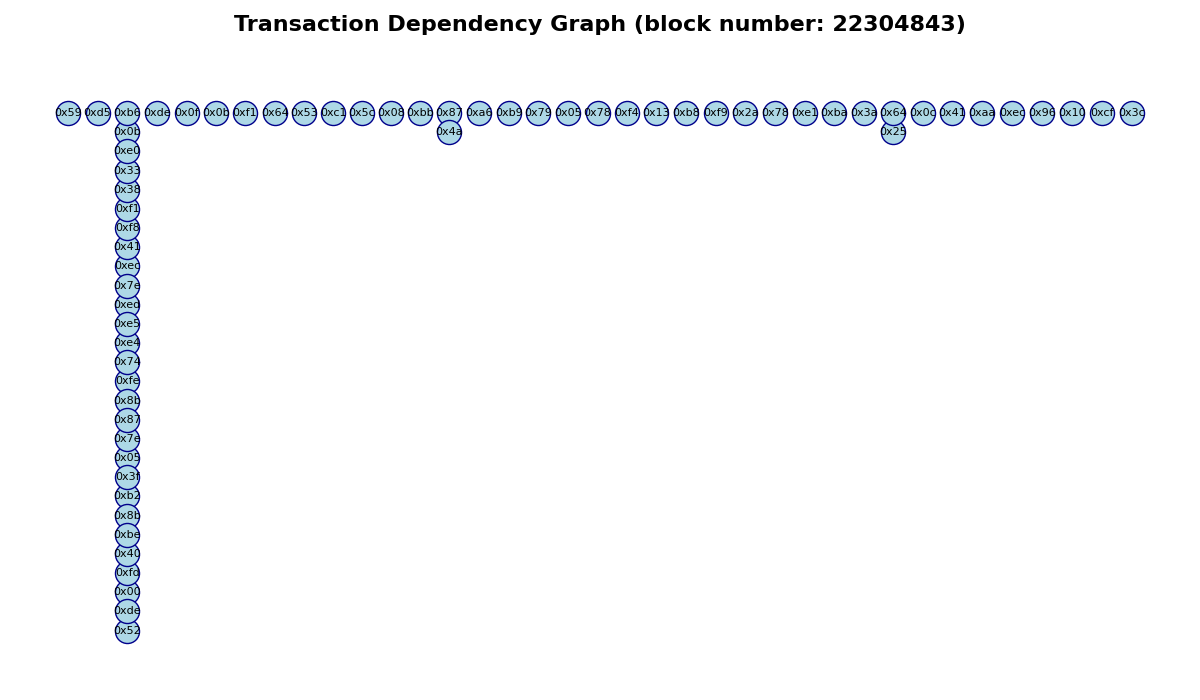 Transaction Dependency Graph (block number: 22304843)
0x59 0xd5 0xb6 0xde 0x0f 0x0b 0xf1 0x64 0x53 0xc1 0x5c 0x08 0xbb 0x87 0xa6 0xb9 0x79 0x05 0x78 0xf4 0x13 0xb8 0xf9 0x2a 0x78 0xe1 0xba 0x3a 0x64 0x0c 0x41 0xaa 0xec 0x96 0x10 0xcf 0x3c
0x0b 0x4a 0x25
0xe0
0x33
0x38
0xf1
0xf8
0x41
0xec
0x7e
0xed
0xe5
0xe4
0x74
0xfe
0x8b
0x87
0x7e
0x05
0x3f
0xb2
0x8b
0xbe
0x40
0xfd
0x00
0xde
0x52